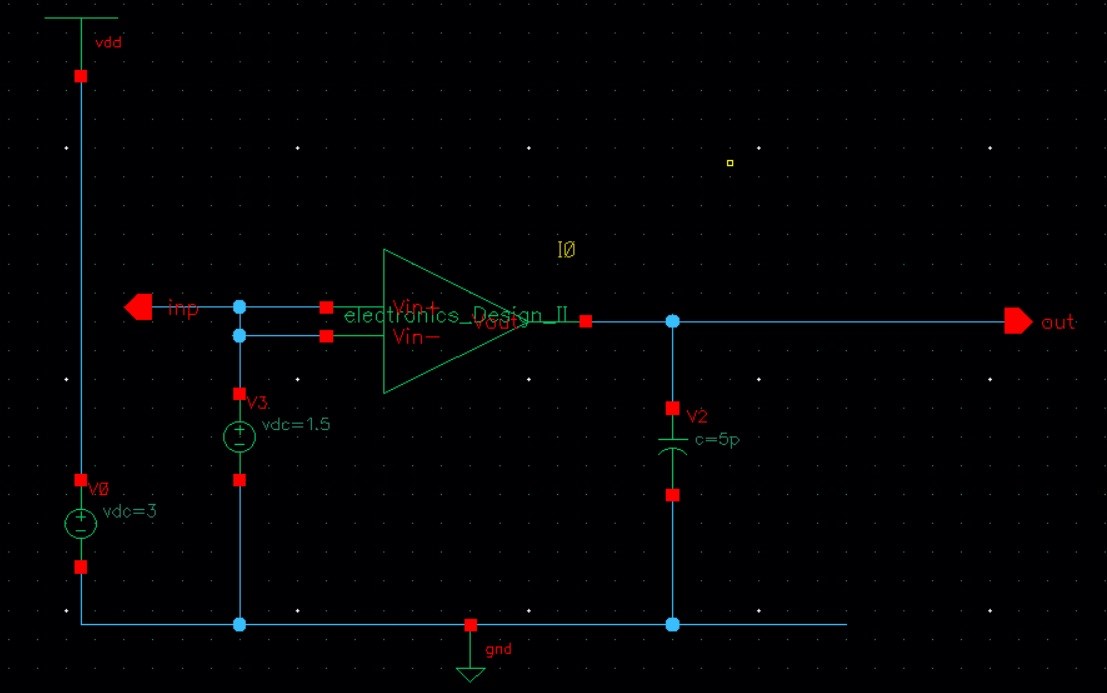 vdd
I0
inp
Vin+
electronics_Design_II
Vout
out
Vin-
V3
vdc=1.5
V2
c=5p
V0
vdc=3
gnd